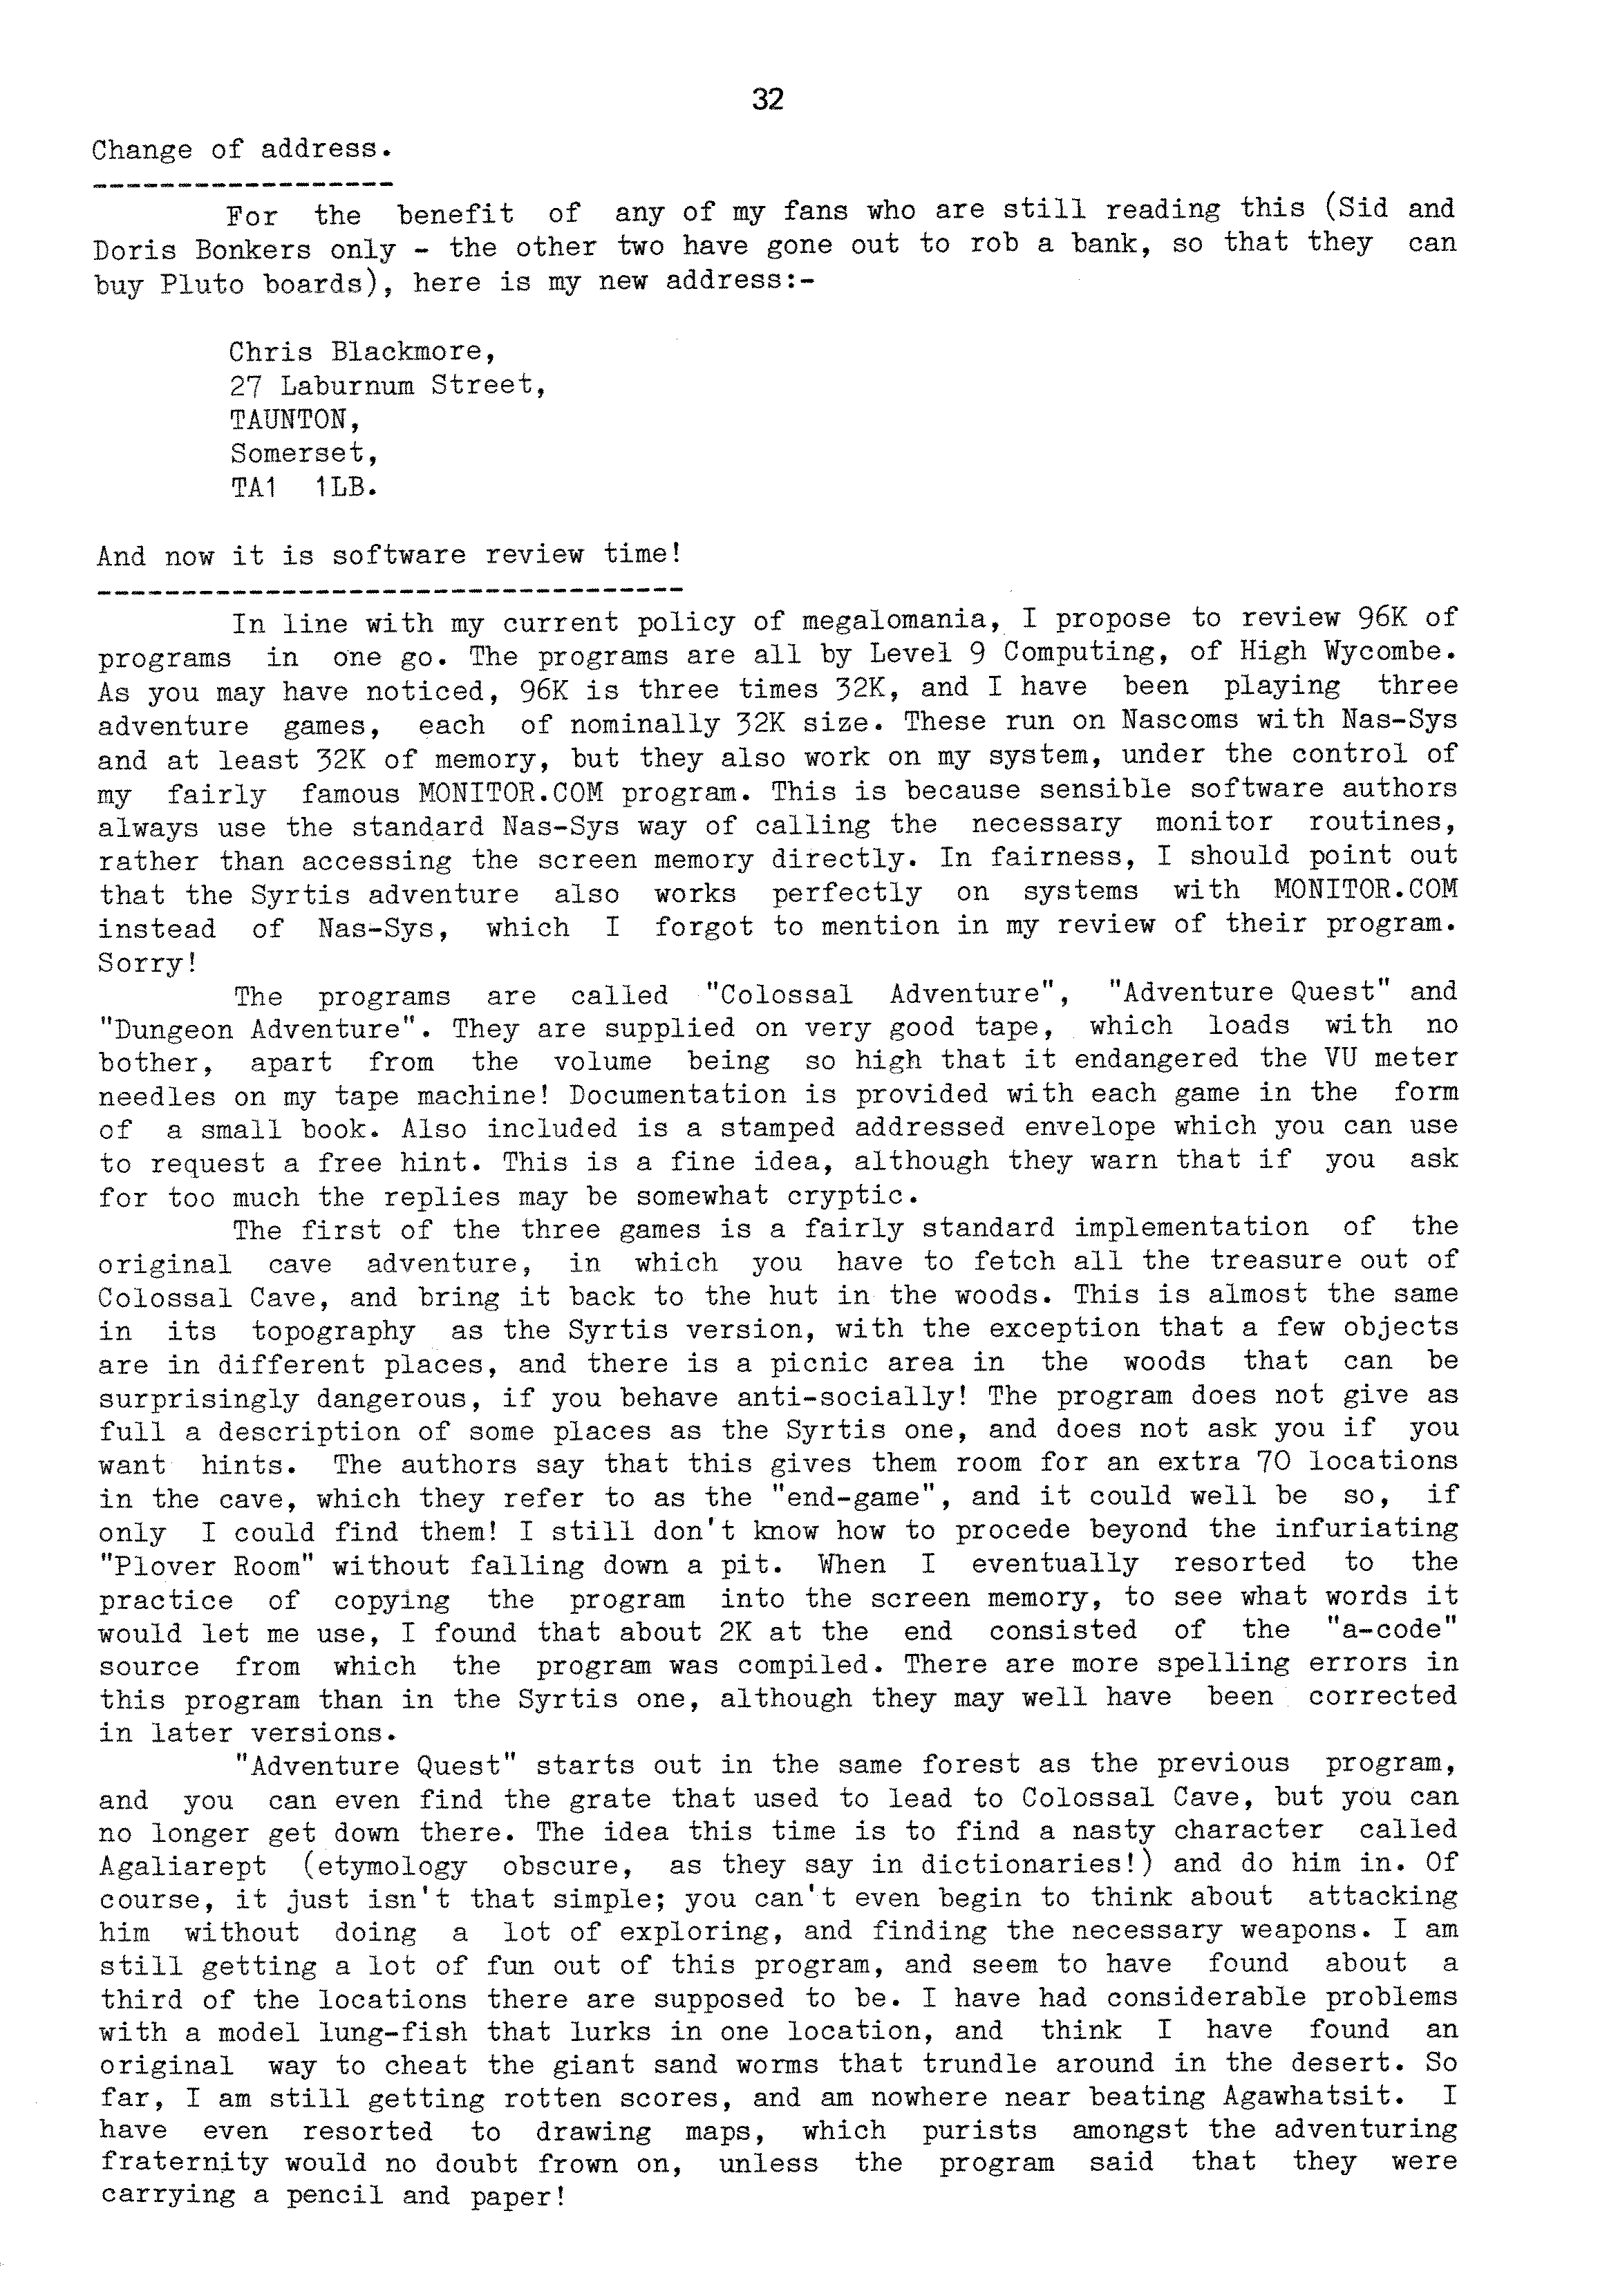 32
Change of address.
------------------
For the benefit of any of my fans who are still reading this (Sid and
Doris Bonkers only - the other two have gone out to rob a bank, so that they can
buy Pluto boards), here is my new address:-
Chris Blackmore,
27 Laburnum Street,
TAUNTON,
Somerset,
TA1 1LB.
And now it is software review time!
-----------------------------------
In line with my current policy of megalomania, I propose to review 96K of
programs in one go. The programs are all by Level 9 Computing, of High Wycombe.
As you may have noticed, 96K is three times 32K, and I have been playing three
adventure games, each of nominally 32K size. These run on Nascoms with Nas-Sys
and at least 32K of memory, but they also work on my system, under the control of
my fairly famous MONITOR.COM program. This is because sensible software authors
always use the standard Nas-Sys way of calling the necessary monitor routines,
rather than accessing the screen memory directly. In fairness, I should point out
that the Syrtis adventure also works perfectly on systems with MONITOR.COM
instead of Nas-Sys, which I forgot to mention in my review of their program.
Sorry!
The programs are called "Colossal Adventure", "Adventure Quest" and
"Dungeon Adventure". They are supplied on very good tape, which loads with no
bother, apart from the volume being so high that it endangered the VU meter
needles on my tape machine! Documentation is provided with each game in the form
of a small book. Also included is a stamped addressed envelope which you can use
to request a free hint. This is a fine idea, although they warn that if you ask
for too much the replies may be somewhat cryptic.
The first of the three games is a fairly standard implementation of the
original cave adventure, in which you have to fetch all the treasure out of
Colossal Cave, and bring it back to the hut in the woods. This is almost the same
in its topography as the Syrtis version, with the exception that a few objects
are in different places, and there is a picnic area in the woods that can be
surprisingly dangerous, if you behave anti-socially! The program does not give as
full a description of some places as the Syrtis one, and does not ask you if you
want hints. The authors say that this gives them room for an extra 70 locations
in the cave, which they refer to as the "end-game", and it could well be so, if
only I could find them! I still don't know how to procede beyond the infuriating
"Plover Room" without falling down a pit. When I eventually resorted to the
practice of copying the program into the screen memory, to see what words it
would let me use, I found that about 2K at the end consisted of the "a-code"
source from which the program was compiled. There are more spelling errors in
this program than in the Syrtis one, although they may well have been corrected
in later versions.
"Adventure Quest" starts out in the same forest as the previous program,
and you can even find the grate that used to lead to Colossal Cave, but you can
no longer get down there. The idea this time is to find a nasty character called
Agaliarept (etymology obscure, as they say in dictionaries!) and do him in. Of
course, it just isn't that simple; you can't even begin to think about attacking
him without doing a lot of exploring, and finding the necessary weapons. I am
still getting a lot of fun out of this program, and seem to have found about a
third of the locations there are supposed to be. I have had considerable problems
with a model lung-fish that lurks in one location, and think I have found an
original way to cheat the giant sand worms that trundle around in the desert. So
far, I am still getting rotten scores, and am nowhere near beating Agawhatsit. I
have even resorted to drawing maps, which purists amongst the adventuring
fraternity would no doubt frown on, unless the program said that they were
carrying a pencil and paper!